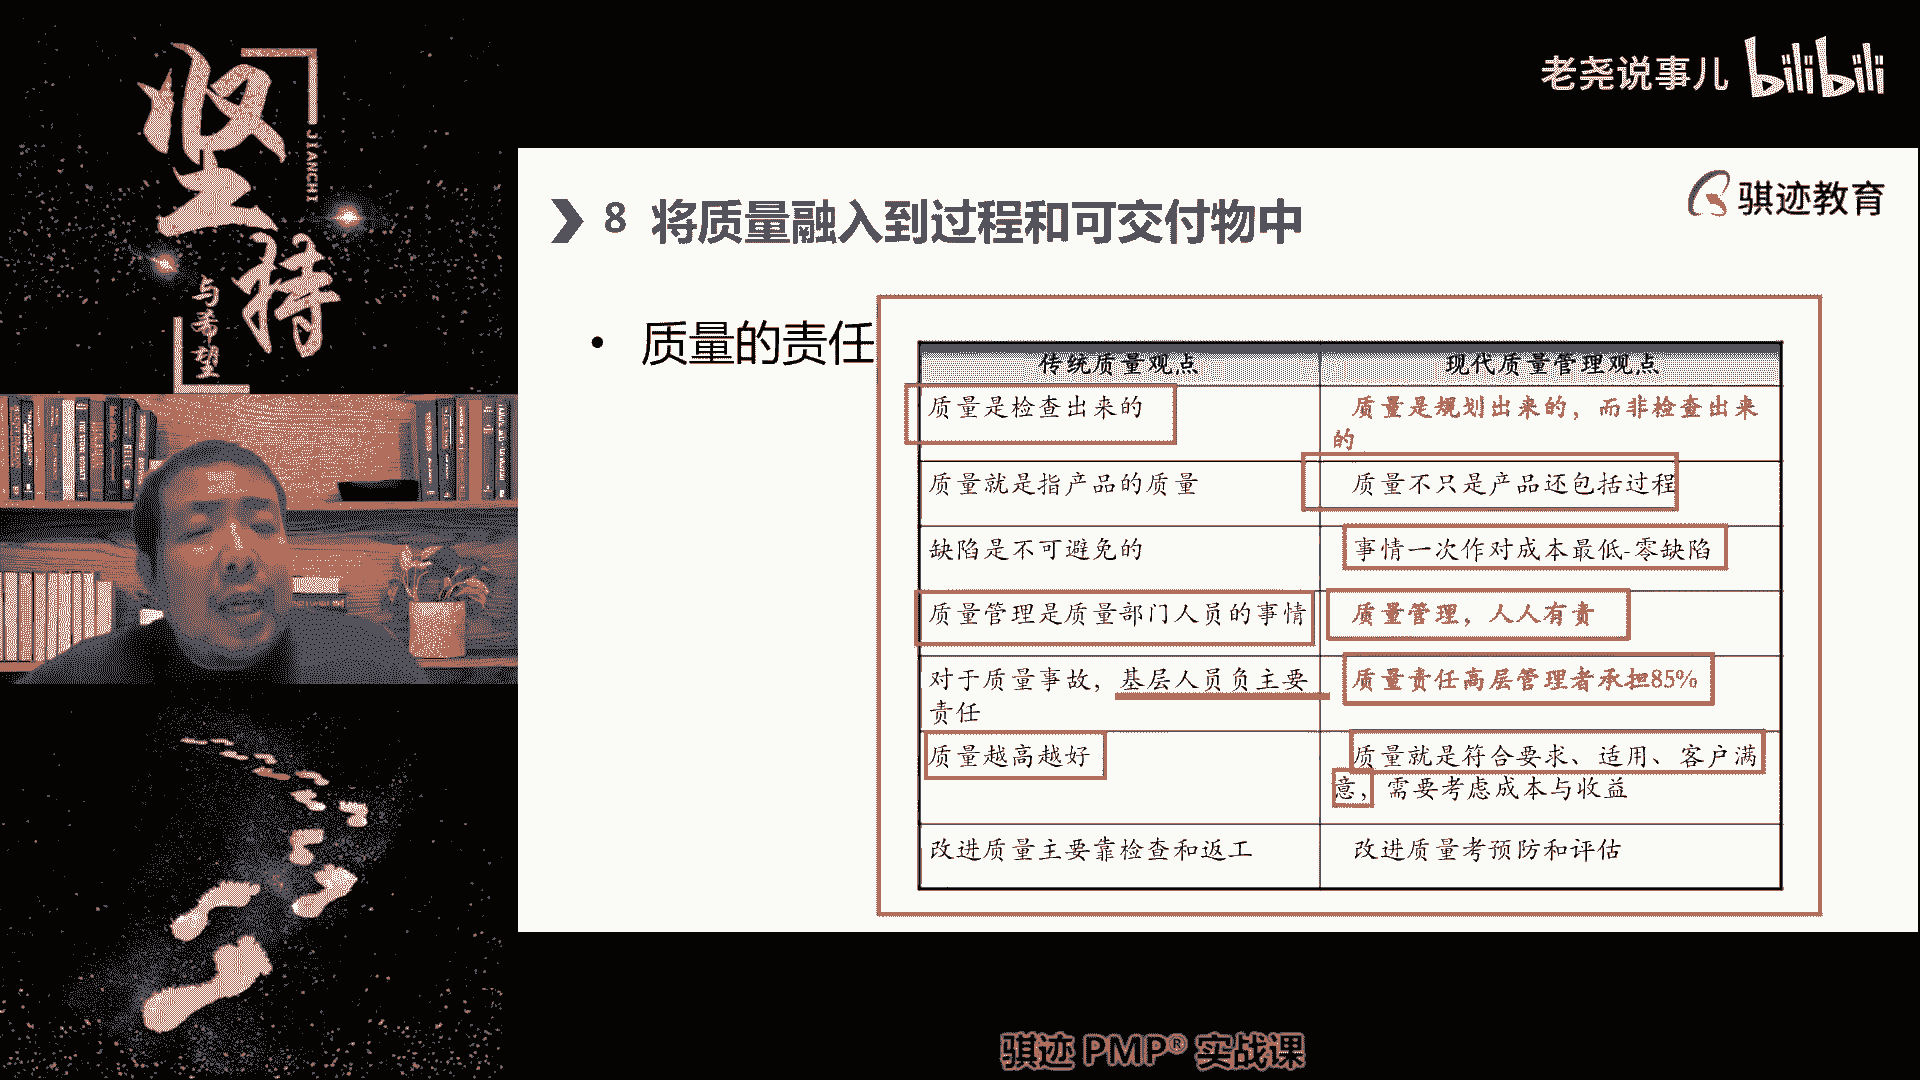 坚持
JIANCHI
与希望
老尧说事儿 bilibili
骐迹教育
8 将质量融入到过程和可交付物中
• 质量的责任
传统质量观点
现代质量管理观点
质量是检查出来的
质量是规划出来的，而非检查出来
的
质量就是指产品的质量
质量不只是产品还包括过程
缺陷是不可避免的
事情一次作对成本最低-零缺陷
质量管理是质量部门人员的事情
质量管理，人人有责
对于质量事故，基层人员负主要
责任
质量责任高层管理者承担85%
质量越高越好
质量就是符合要求、适用、客户满
意，需要考虑成本与收益
改进质量主要靠检查和返工
改进质量考预防和评估
骐迹 PMP® 实战课